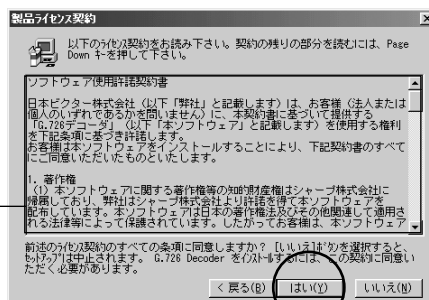 製品ライセンス契約
以下のライセンス契約をお読み下さい。契約の残りの部分を読むには、Page
Down キーを押して下さい。
ソフトウェア使用許諾契約書
日本ビクター株式会社（以下「弊社」と記載します）は、お客様（法人または
個人のいずれであるかを問いません）に、本契約書に基づいて提供する
「G.726デコーダ」（以下「本ソフトウェア」と記載します）を使用する権利
を下記条項に基づき許諾します。
お客様は本ソフトウェアをインストールすることにより、下記契約書のすべて
にご同意いただいたものといたします。
1. 著作権
(1) 本ソフトウェアに関する著作権等の知的財産権はシャープ株式会社に
帰属しており、弊社はシャープ株式会社より許諾を得て本ソフトウェアを
配布しています。本ソフトウェアは日本の著作権法及びその他関連して適用さ
れる法律等によって保護されています。したがってお客様は、本ソフトウェア
前述のライセンス契約のすべての条項に同意しますか？ [いいえ]ボタンを選択すると、
セットアップは中止されます。 G.726 Decoder をインストールするには、この契約に同意い
ただく必要があります。
< 戻る(B)
はい(Y)
いいえ(N)